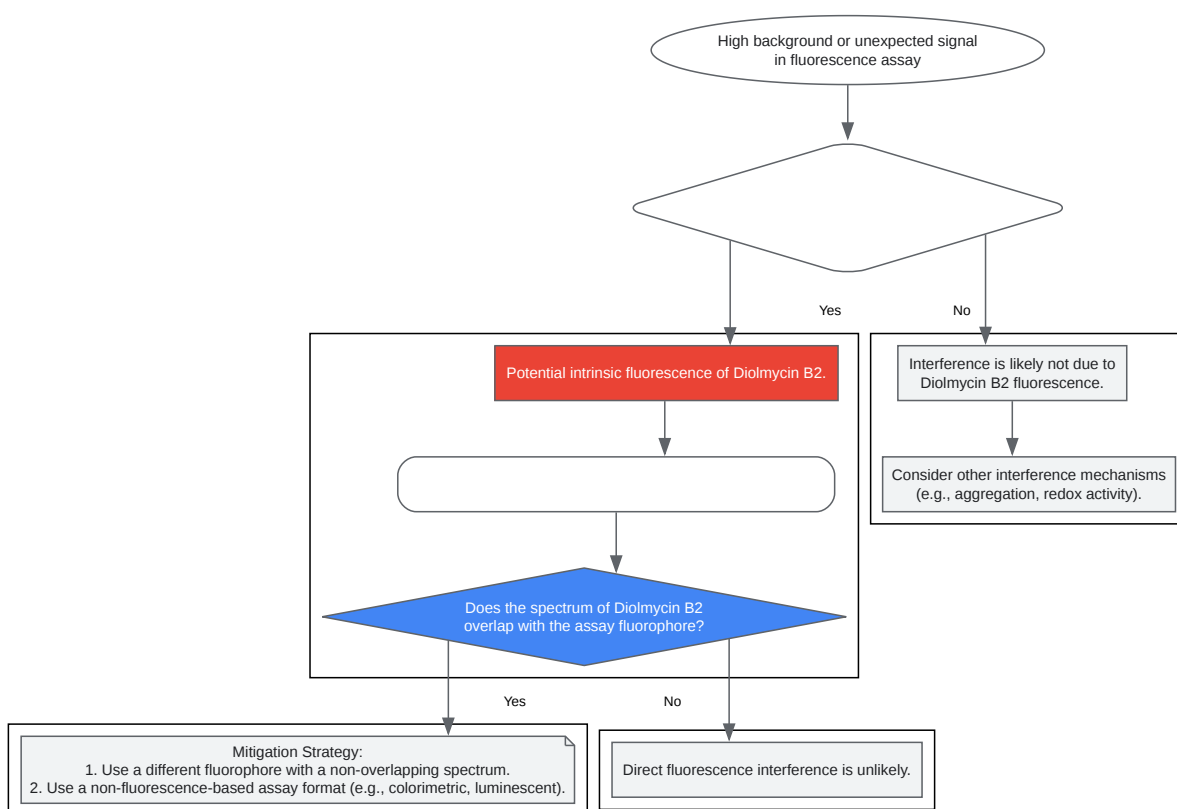 High background or unexpected signal
in fluorescence assay
Yes
No
Potential intrinsic fluorescence of Diolmycin B2.
Interference is likely not due to
Diolmycin B2 fluorescence.
Consider other interference mechanisms
(e.g., aggregation, redox activity).
Does the spectrum of Diolmycin B2
overlap with the assay fluorophore?
Yes
No
Mitigation Strategy:
1. Use a different fluorophore with a non-overlapping spectrum.
2. Use a non-fluorescence-based assay format (e.g., colorimetric, luminescent).
Direct fluorescence interference is unlikely.